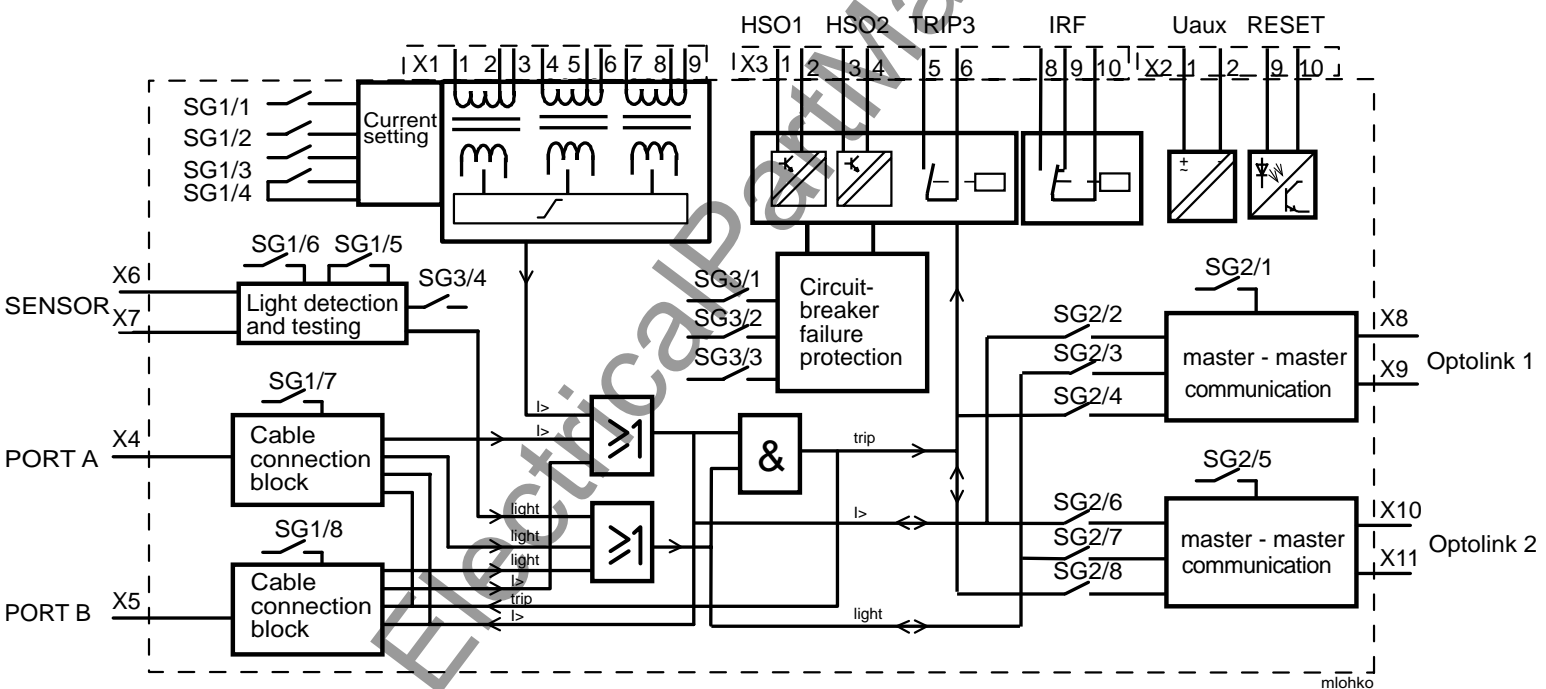 HSO1 HSO2 TRIP3 IRF Uaux RESET
X1 1 2 3 4 5 6 7 8 9 X3 1 2 3 4 5 6 8 9 10 X2 1 2 9 10
SG1/1
SG1/2
SG1/3
SG1/4
Current
setting
+
~
-
~
SG1/6 SG1/5
SG3/4
X6
SENSOR
X7
Light detection
and testing
SG3/1
SG3/2
SG3/3
Circuit-
breaker
failure
protection
SG2/1
SG2/2
SG2/3
SG2/4
master - master
communication
X8
X9
Optolink 1
SG1/7
X4
PORT A
Cable
connection
block
I>
I>
≥1
&
trip
SG2/5
SG2/6
SG2/7
SG2/8
master - master
communication
X10
X11
Optolink 2
I>
light
light
light
≥1
I>
trip
I>
light
SG1/8
X5
PORT B
Cable
connection
block
mlohko